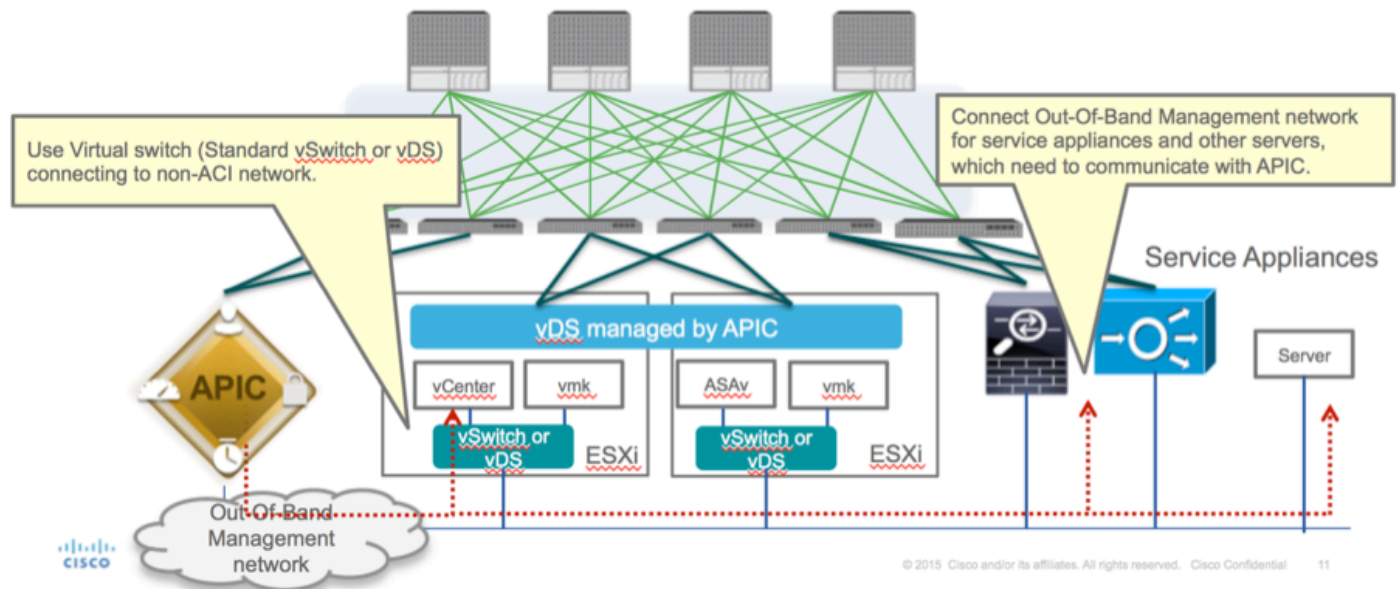 Use Virtual switch (Standard vSwitch or vDS)
connecting to non-ACI network.
Connect Out-Of-Band Management network
for service appliances and other servers,
which need to communicate with APIC.
Service Appliances
vDS managed by APIC
APIC
vCenter
vmk
ASAv
vmk
Server
vSwitch or
vDS
ESXi
vSwitch or
vDS
ESXi
Out-Of-Band
Management
network
CISCO
© 2015 Cisco and/or its affiliates. All rights reserved. Cisco Confidential 11